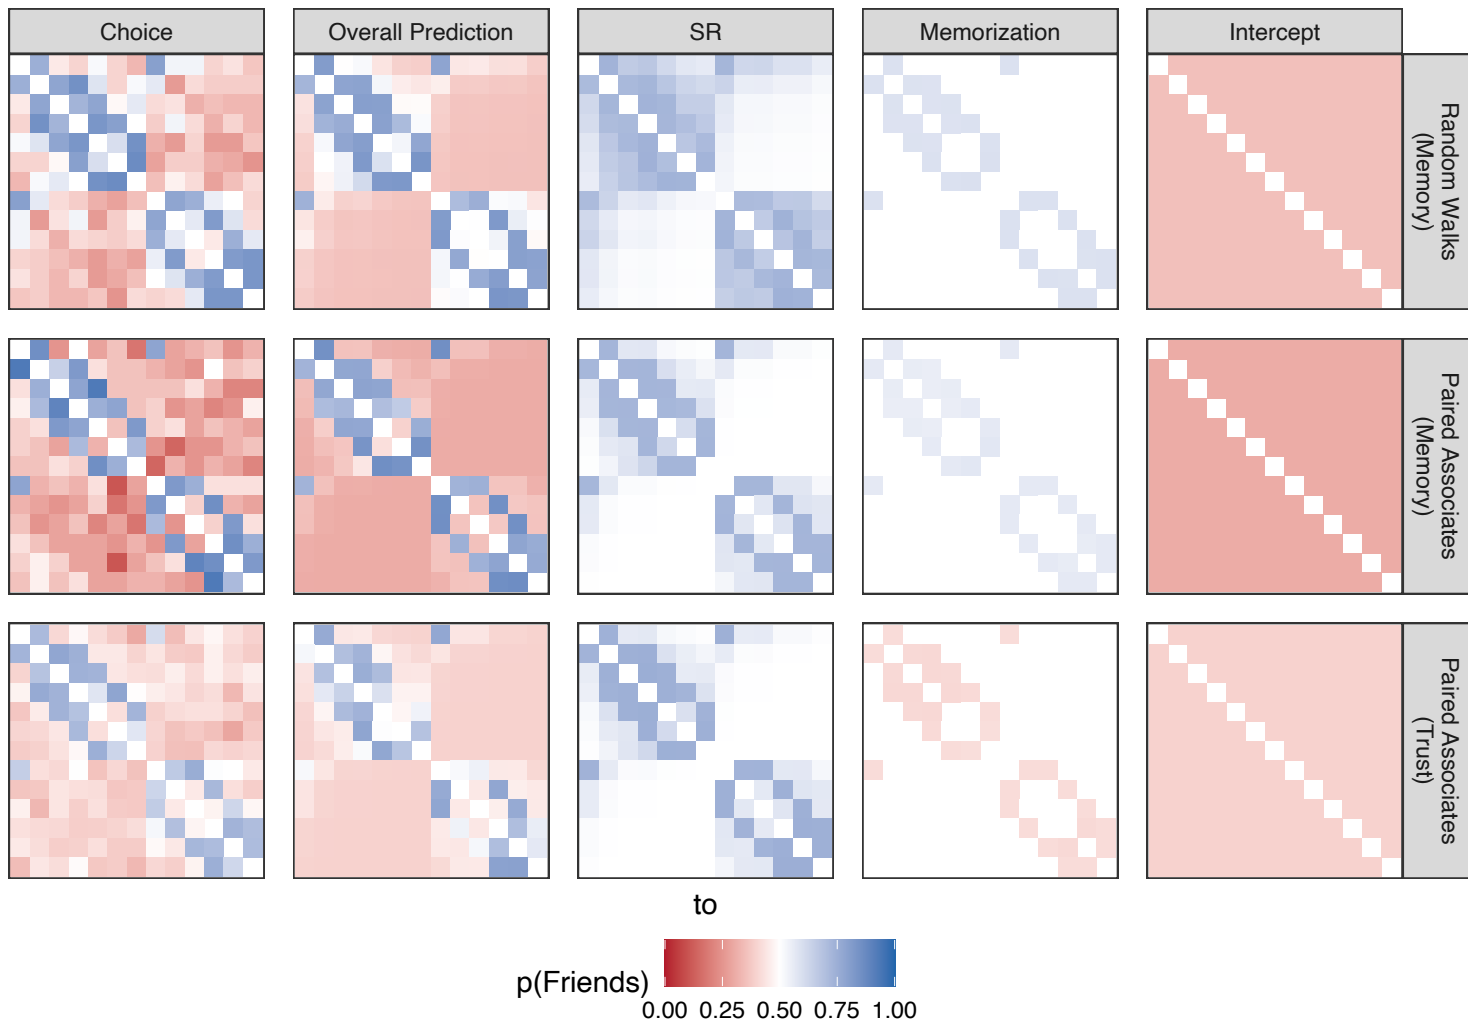 Choice
Overall Prediction
SR
Memorization
Intercept
Random Walks
(Memory)
Paired Associates
(Memory)
Paired Associates
(Trust)
to
p(Friends)
0.00 0.25 0.50 0.75 1.00